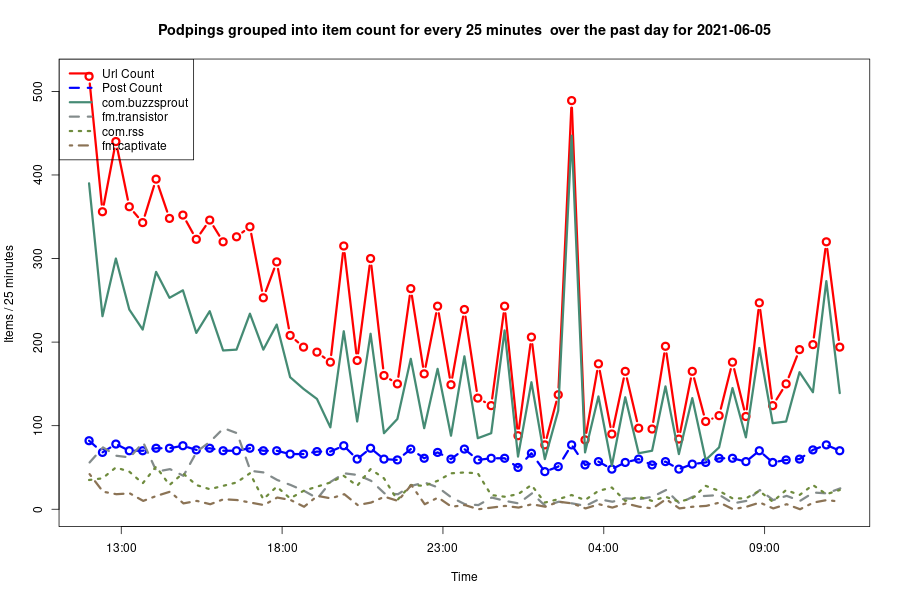 Podpings grouped into item count for every 25 minutes  over the past day for 2021-06-05
Url Count
Post Count
com.buzzsprout
fm.transistor
com.rss
fm.captivate
Items / 25 minutes
500
400
300
200
100
0
13:00
18:00
23:00
04:00
09:00
Time